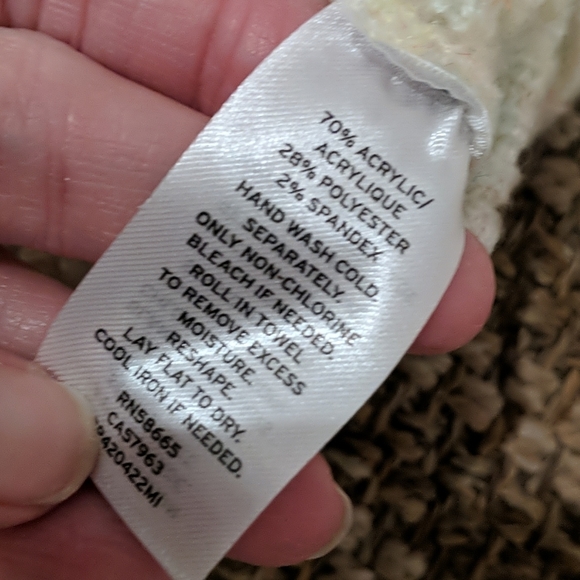 70% ACRYLIC/
ACRYLIQUE
28% POLYESTER
2% SPANDEX
HAND WASH COLD.
SEPARATELY.
ONLY NON-CHLORINE
BLEACH IF NEEDED.
ROLL IN TOWEL
TO REMOVE EXCESS
MOISTURE.
RESHAPE.
LAY FLAT TO DRY.
COOL IRON IF NEEDED.
RN58665
CA57963